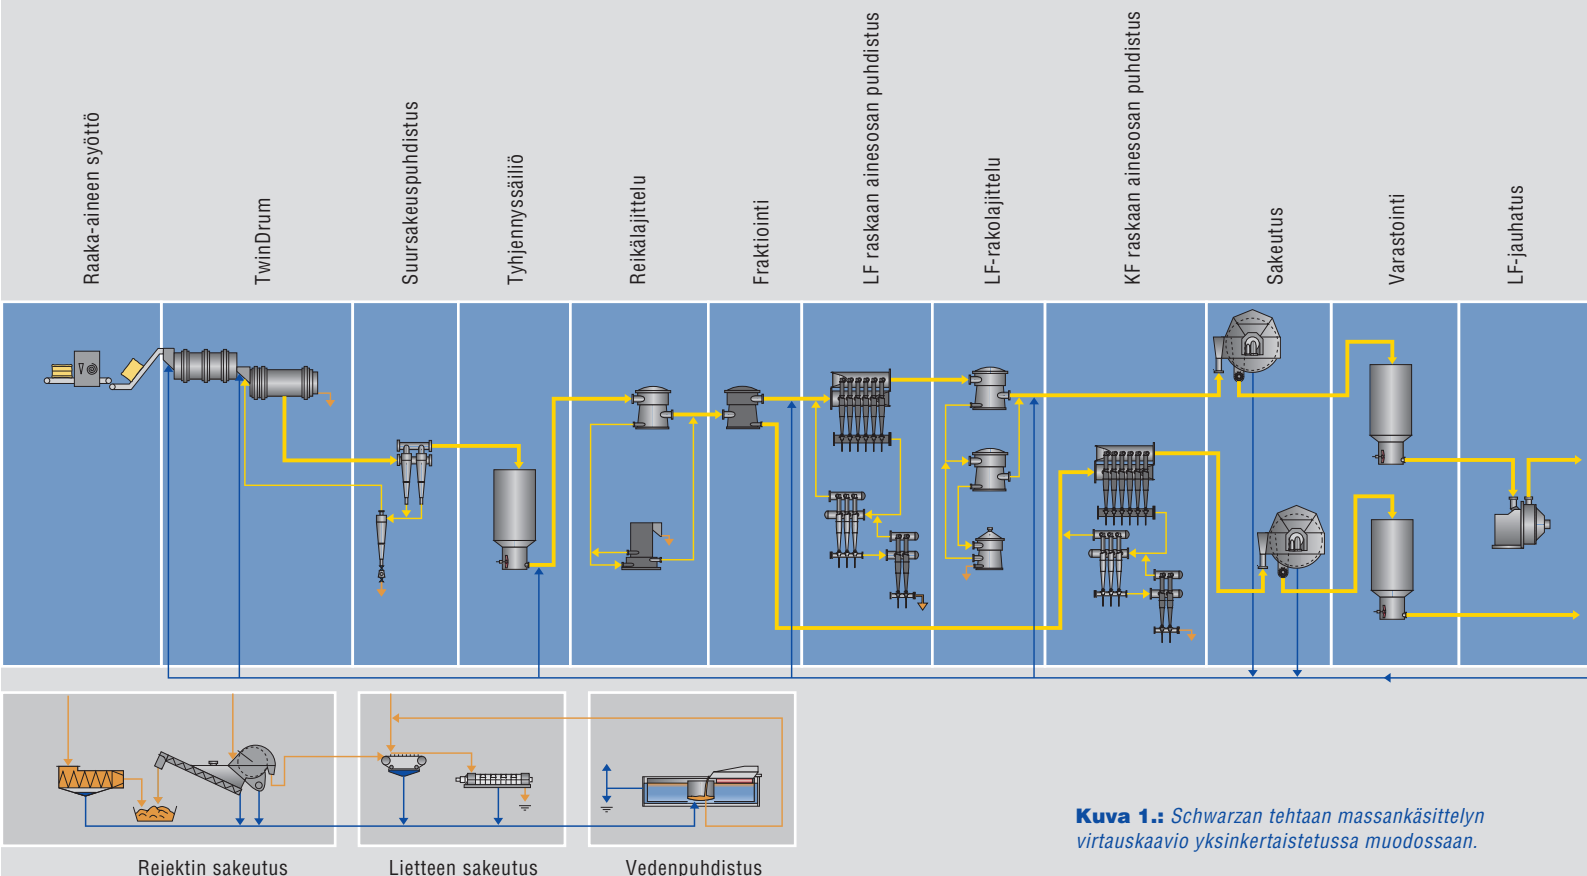 Raaka-aineen syöttö
TwinDrum
Suursakeuspuhdistus
Tyhjennyssäiliö
Reikälajittelu
Fraktiointi
LF raskaan ainesosan puhdistus
LF-rakolajittelu
KF raskaan ainesosan puhdistus
Sakeutus
Varastointi
LF-jauhatus
Rejektin sakeutus
Lietteen sakeutus
Vedenpuhdistus
Kuva 1.: Schwarzan tehtaan massankäsittelyn
virtauskaavio yksinkertaistetussa muodossaan.